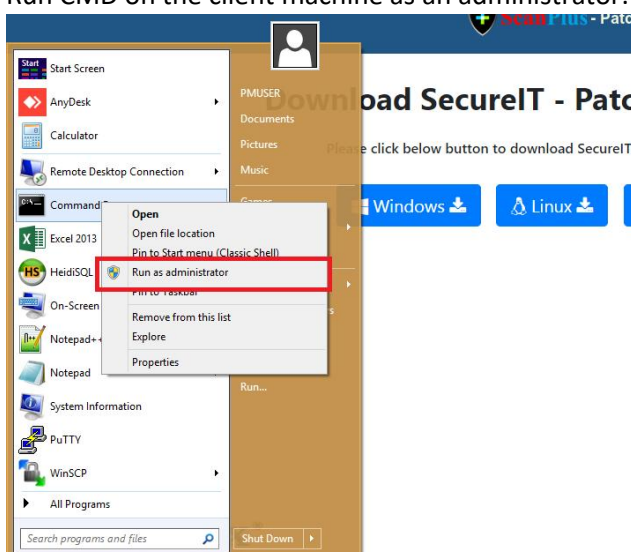 Run CMD on the client machine as an administrator.
ScanPlus - Patc
Start
Start Screen
AnyDesk
Calculator
Remote Desktop Connection
Command
Excel 2013
HeidiSQL
On-Screen
Notepad++
Notepad
System Information
PuTTY
WinSCP
All Programs
Search programs and files
PMUSER
Documents
Pictures
Music
Games
Run...
Shut Down
Open
Open file location
Pin to Start menu (Classic Shell)
Run as administrator
Pin to Taskbar
Remove from this list
Explore
Properties
Download SecureIT - Patc
Please click below button to download SecureIT
Windows
Linux